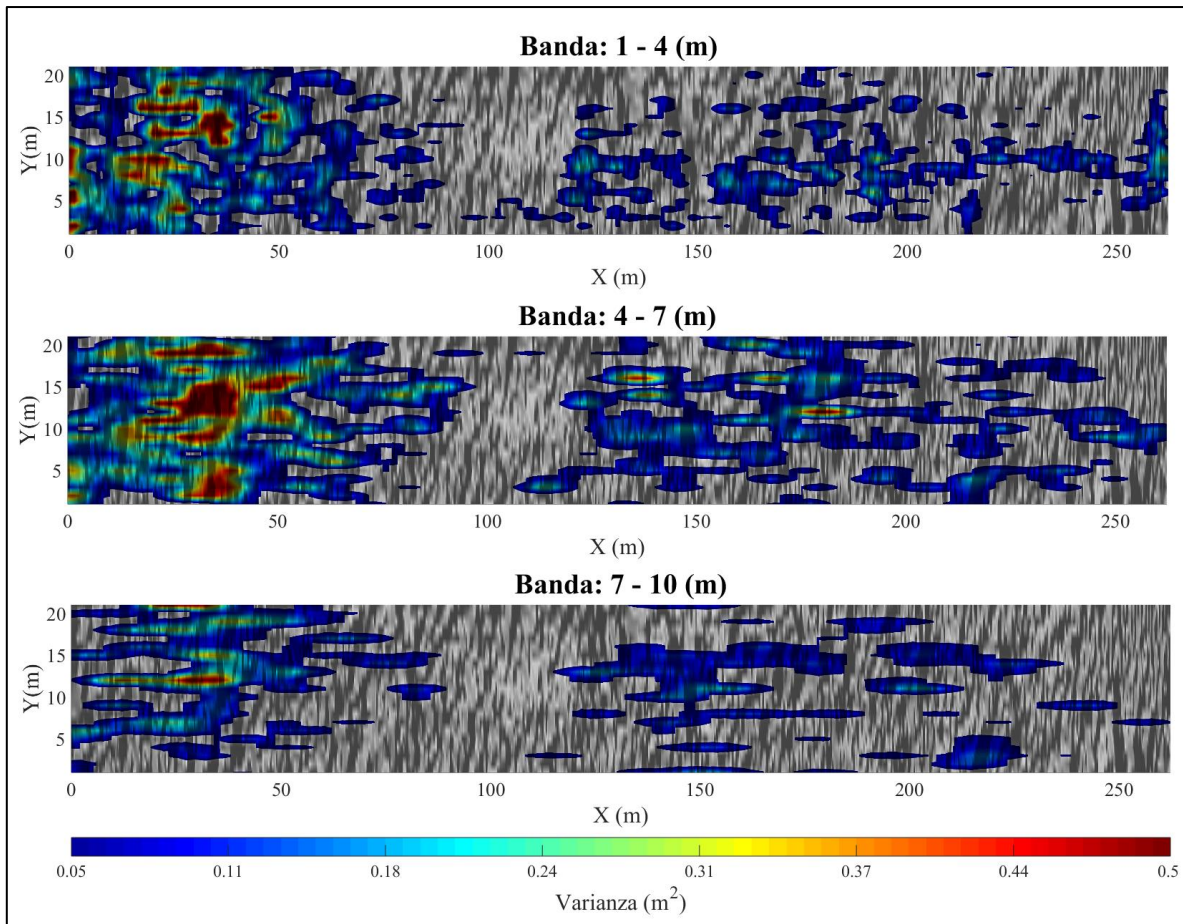 Banda: 1 - 4 (m)
20
15
10
5
Y(m)
0 50 100 150 200 250
X (m)
Banda: 4 - 7 (m)
20
15
10
5
Y(m)
0 50 100 150 200 250
X (m)
Banda: 7 - 10 (m)
20
15
10
5
Y(m)
0 50 100 150 200 250
X (m)
0.05 0.11 0.18 0.24 0.31 0.37 0.44 0.5
Varianza (m²)